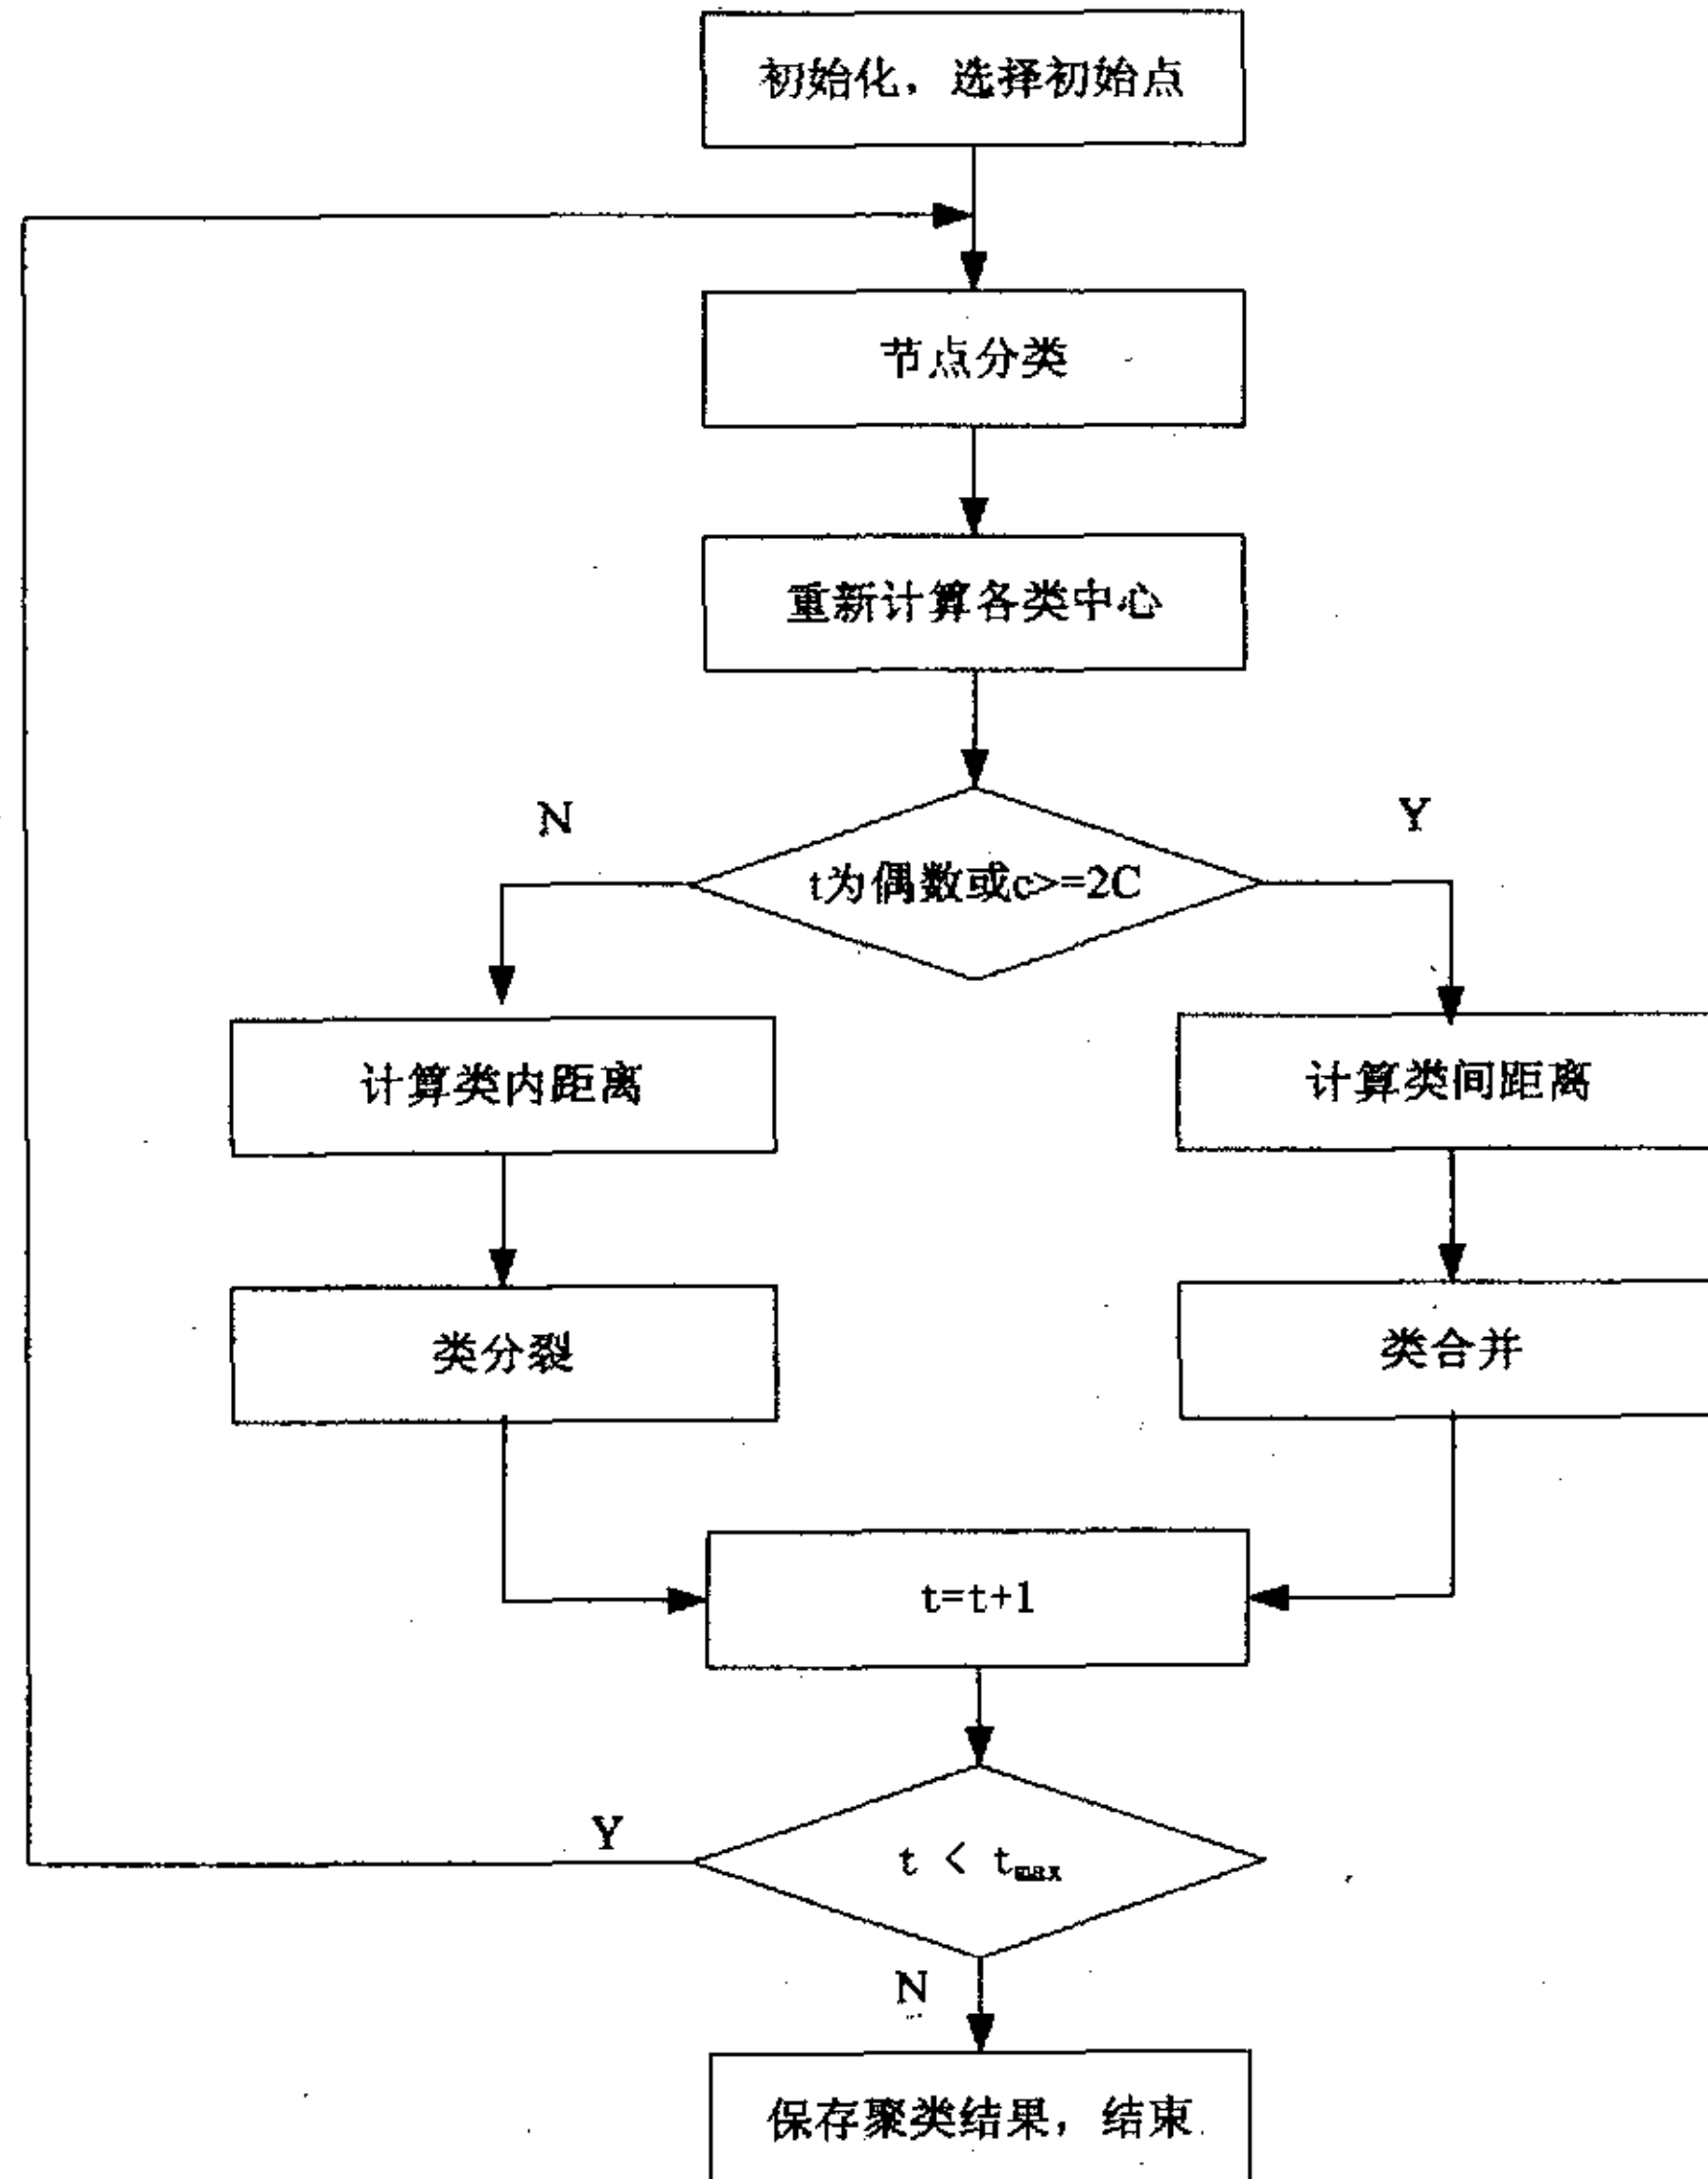 初始化，选择初始点
节点分类
重新计算各类中心
N
Y
t为偶数或c>=2C
计算类内距离
计算类间距离
类分裂
类合并
t=t+1
Y
t < tmax
N
保存聚类结果，结束